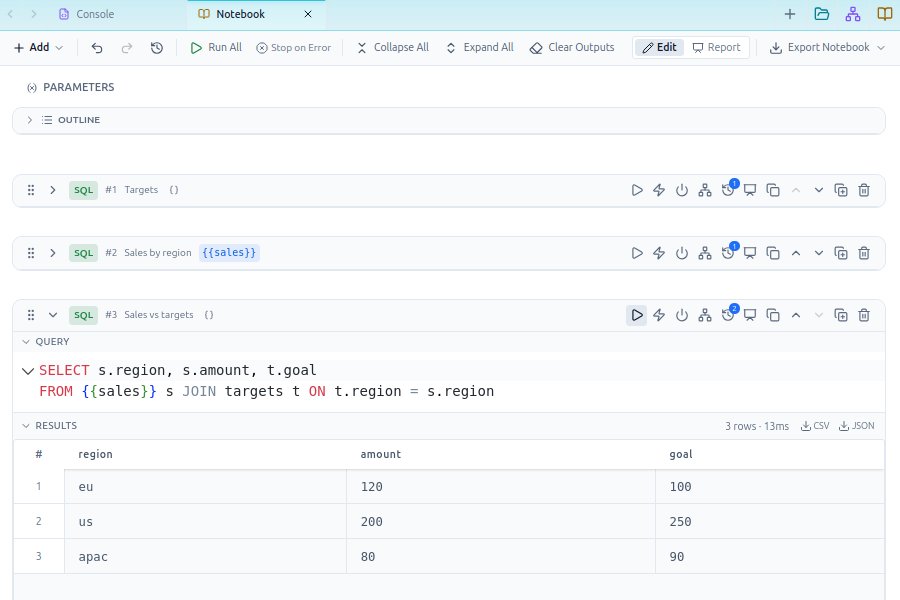 Console
Notebook
Add
Run All
Stop on Error
Collapse All
Expand All
Clear Outputs
Edit
Report
Export Notebook
(x) PARAMETERS
OUTLINE
SQL #1 Targets {} 1
SQL #2 Sales by region {{sales}} 1
SQL #3 Sales vs targets {} 2
QUERY
SELECT s.region, s.amount, t.goal
FROM {{sales}} s JOIN targets t ON t.region = s.region
RESULTS 3 rows · 13ms CSV JSON
# region amount goal
1 eu 120 100
2 us 200 250
3 apac 80 90